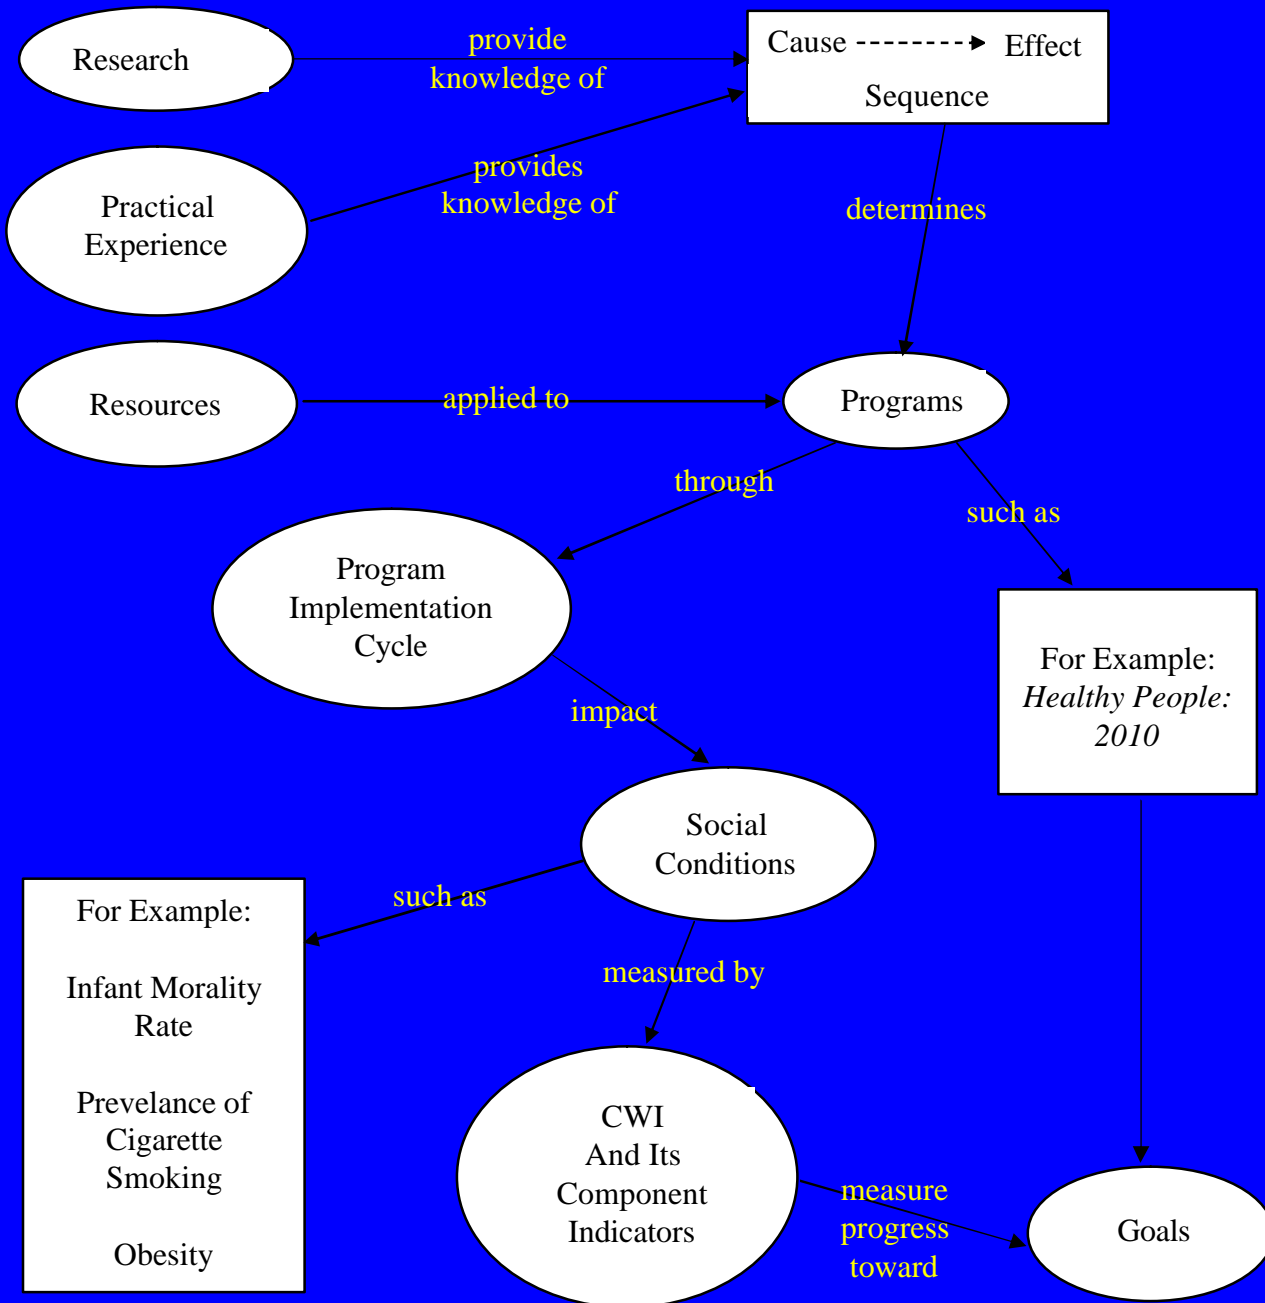 Research
provide
knowledge of
Cause
Effect
Sequence
Practical
Experience
provides
knowledge of
determines
Resources
applied to
Programs
through
such as
Program
Implementation
Cycle
For Example:
Healthy People:
2010
impact
Social
Conditions
such as
For Example:
Infant Morality
Rate
Prevelance of
Cigarette
Smoking
Obesity
measured by
CWI
And Its
Component
Indicators
measure
progress
toward
Goals